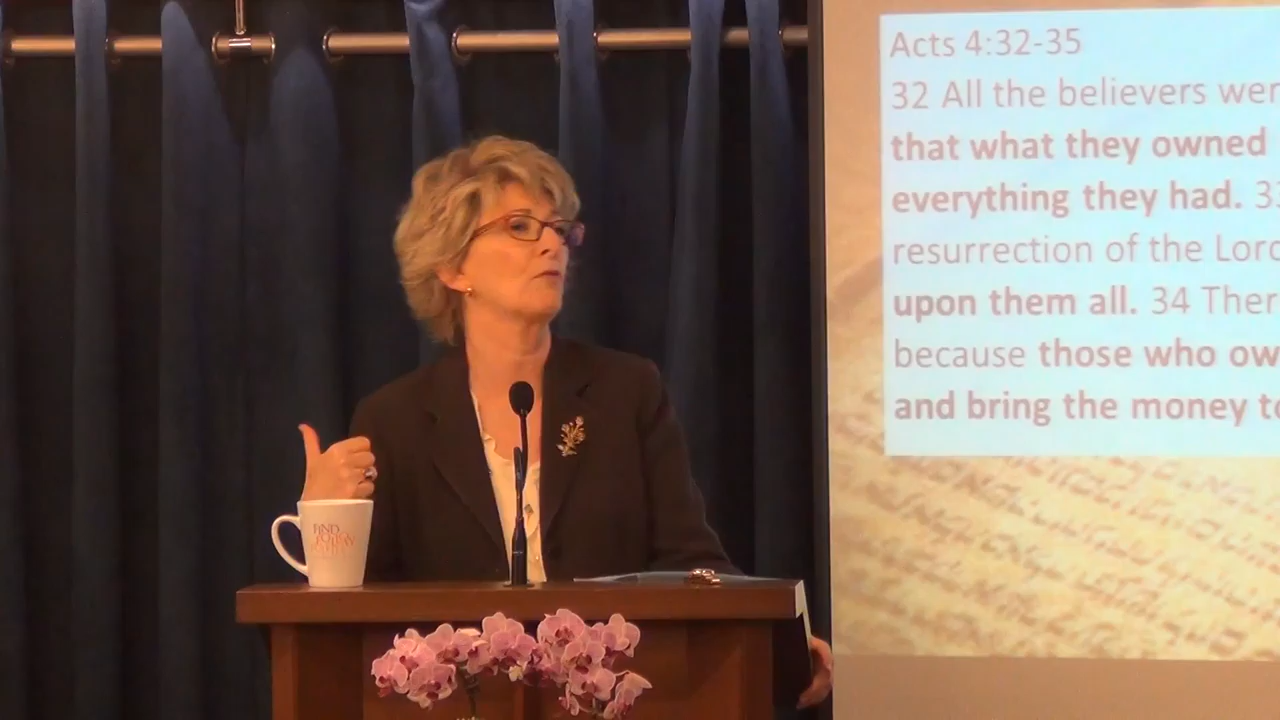 Acts 4:32-35
32 All the believers wer
that what they owned
everything they had. 3
resurrection of the Lor
upon them all. 34 Ther
because those who ow
and bring the money to
FIND